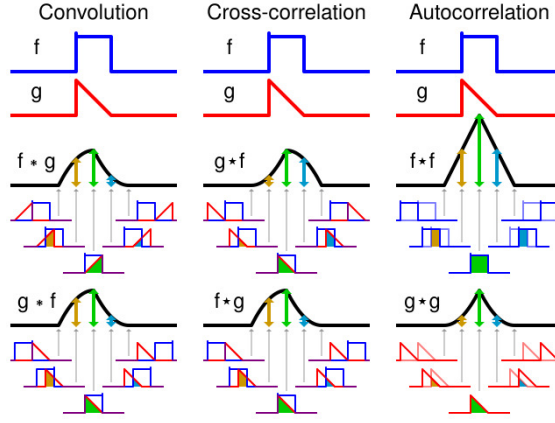 Convolution Cross-correlation Autocorrelation
f f f
g g g
f ∗ g g⋆f f⋆f
g ∗ f f⋆g g⋆g